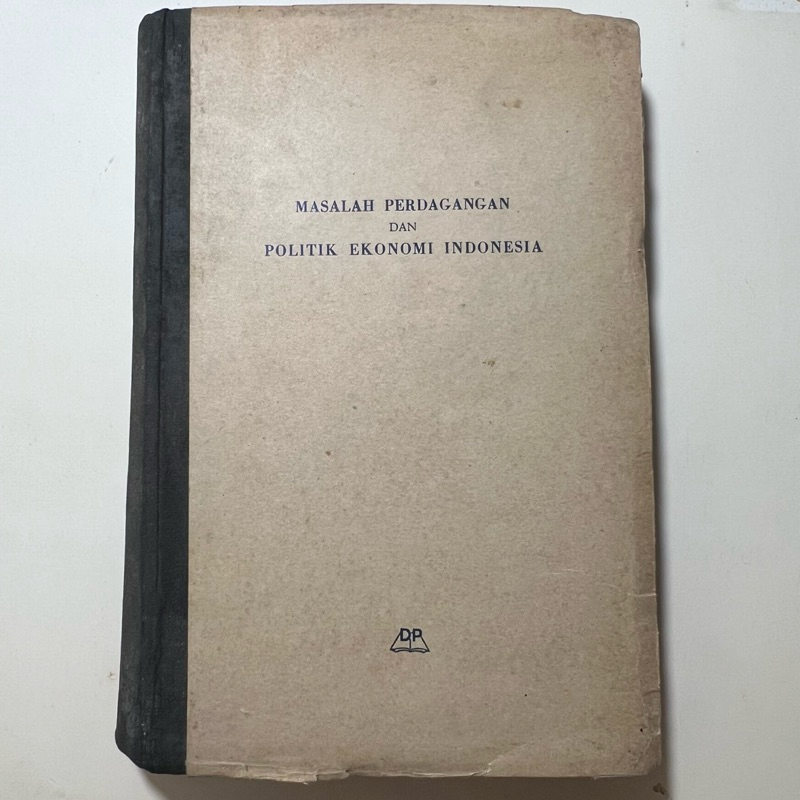 MASALAH PERDAGANGAN
DAN
POLITIK EKONOMI INDONESIA
DP